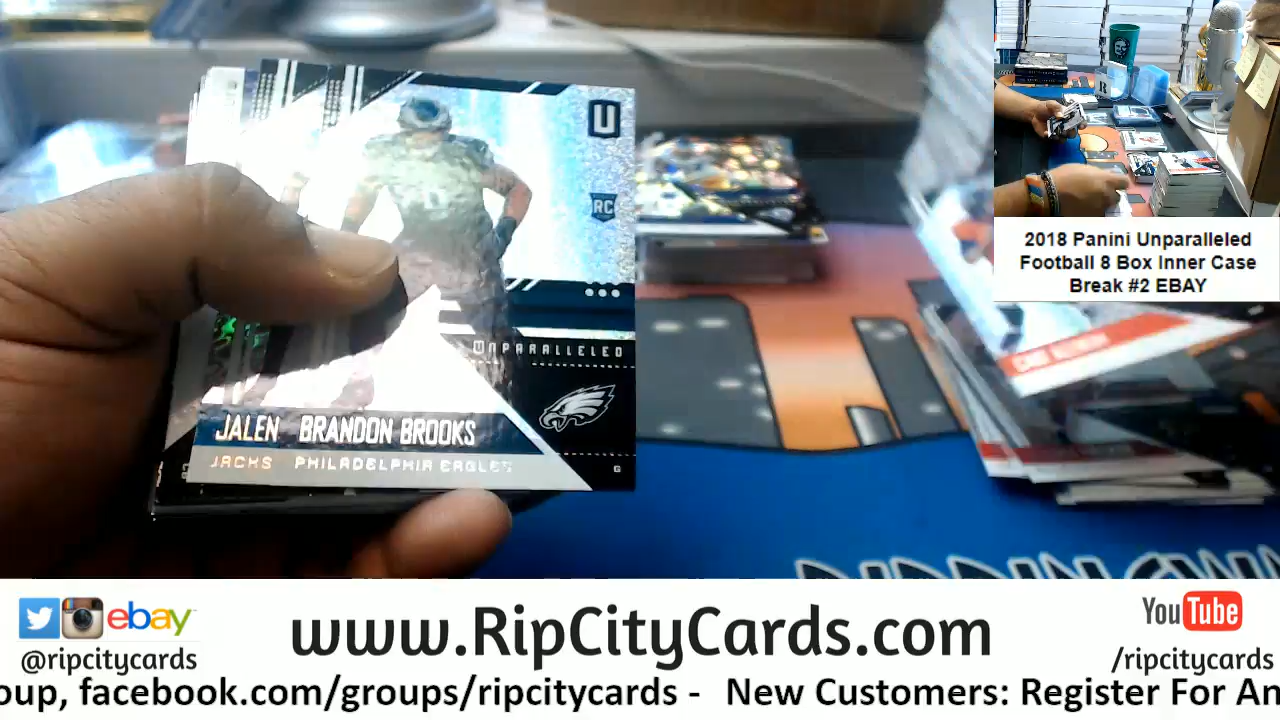 U
RC
UNPARALLELED
JALEN BRANDON BROOKS
JACKS PHILADELPHIA EAGLES
G
2018 Panini Unparalleled
Football 8 Box Inner Case
Break #2 EBAY
ebay
@ripcitycards
www.RipCityCards.com
YouTube
/ripcitycards
oup, facebook.com/groups/ripcitycards - New Customers: Register For An